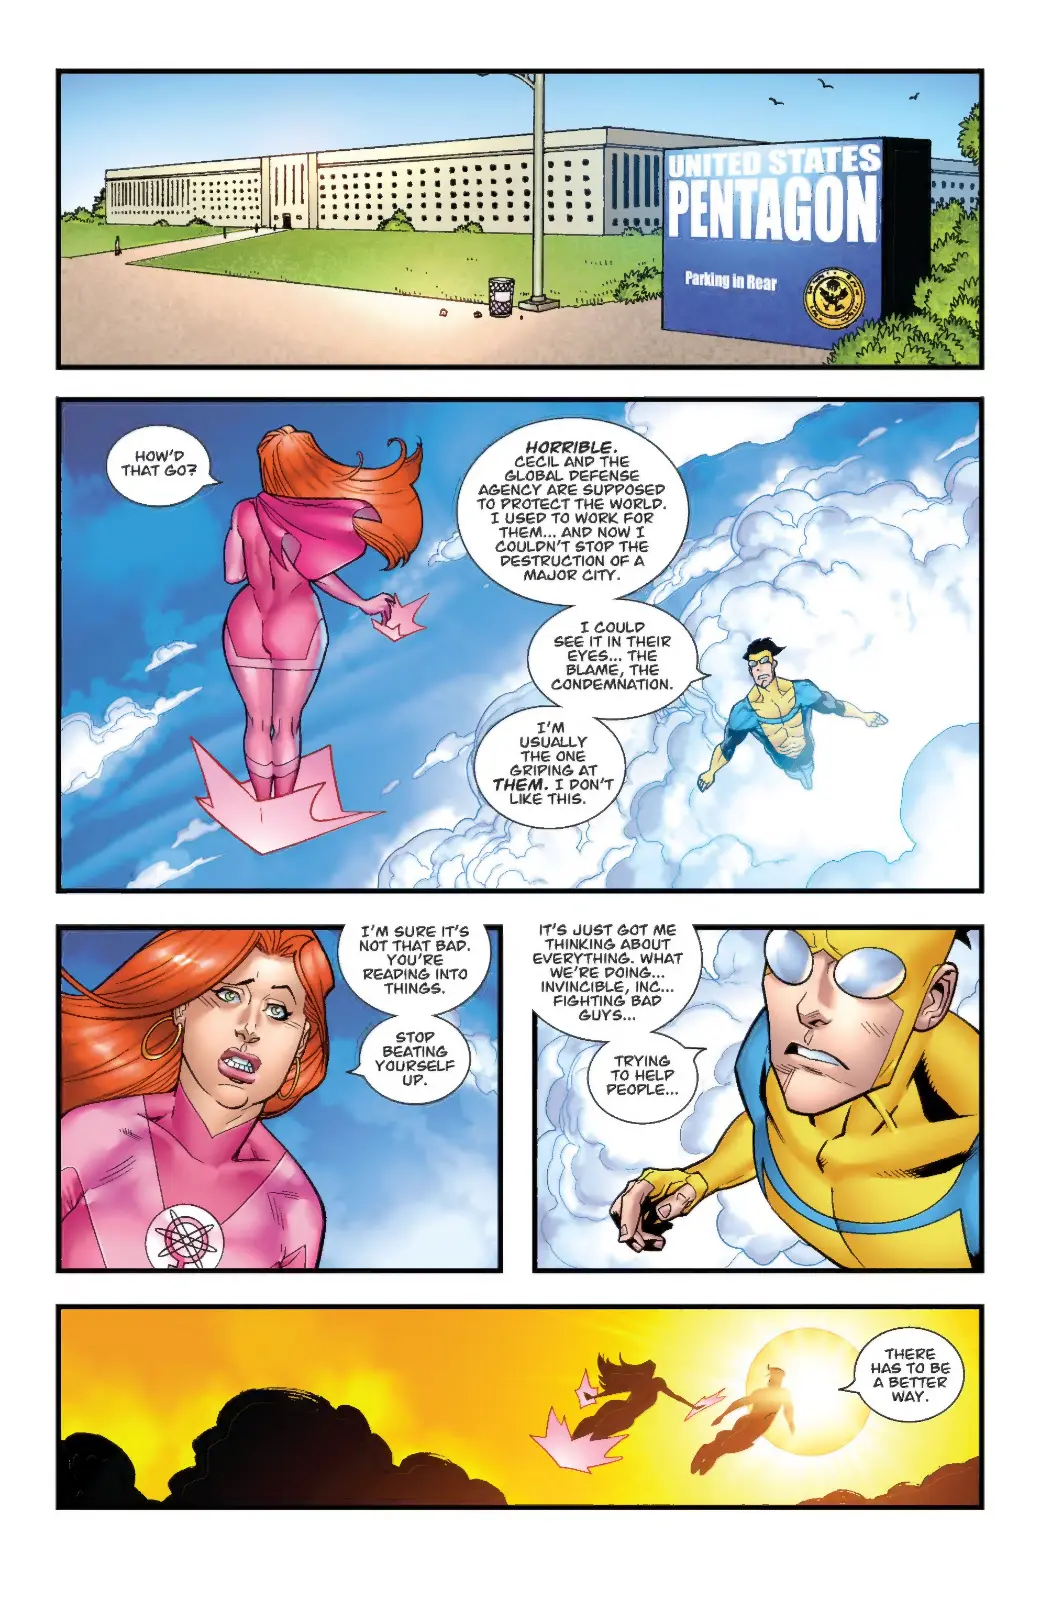 UNITED STATES
PENTAGON
Parking in Rear
HOW'D
THAT GO?
HORRIBLE.
CECIL AND THE
GLOBAL DEFENSE
AGENCY ARE SUPPOSED
TO PROTECT THE WORLD.
I USED TO WORK FOR
THEM... AND NOW I
COULDN'T STOP THE
DESTRUCTION OF A
MAJOR CITY.
I COULD
SEE IT IN THEIR
EYES... THE
BLAME, THE
CONDEMNATION.
I'M
USUALLY
THE ONE
GRIPING AT
THEM. I DON'T
LIKE THIS.
I'M SURE IT'S
NOT THAT BAD.
YOU'RE
READING INTO
THINGS.
STOP
BEATING
YOURSELF
UP.
IT'S JUST GOT ME
THINKING ABOUT
EVERYTHING. WHAT
WE'RE DOING...
INVINCIBLE, INC...
FIGHTING BAD
GUYS...
TRYING
TO HELP
PEOPLE...
THERE
HAS TO BE
A BETTER
WAY.